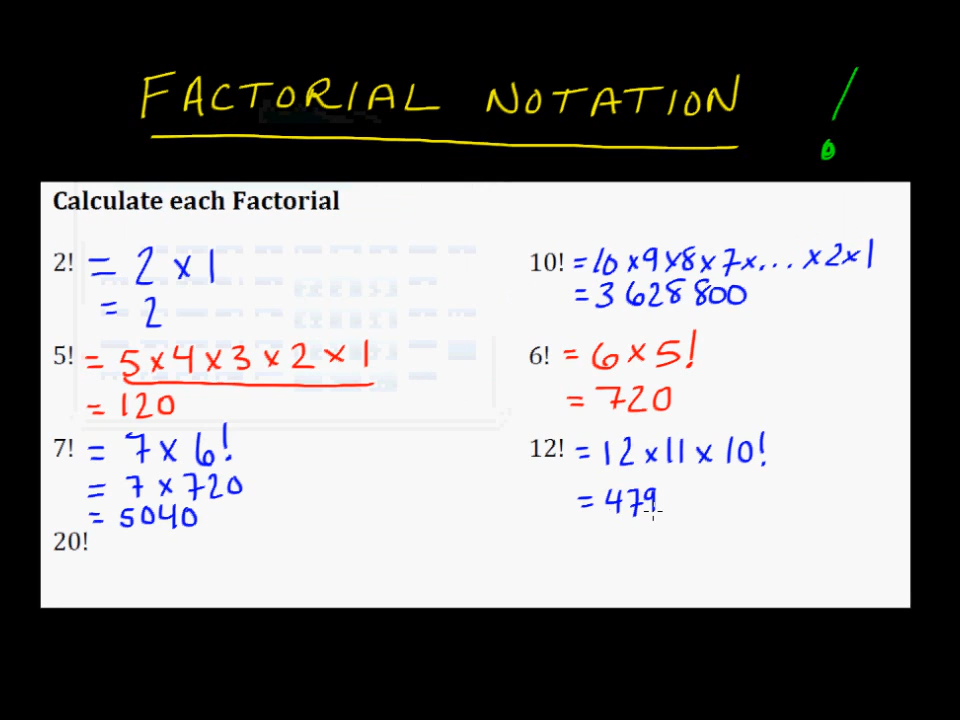 FACTORIAL NOTATION !
Calculate each Factorial
2! = 2 × 1
= 2
10! = 10 × 9 × 8 × 7 × . . . × 2 × 1
= 3 628 800
5! = 5 × 4 × 3 × 2 × 1
= 120
6! = 6 × 5!
= 720
7! = 7 × 6!
= 7 × 720
= 5040
12! = 12 × 11 × 10!
= 479
20!